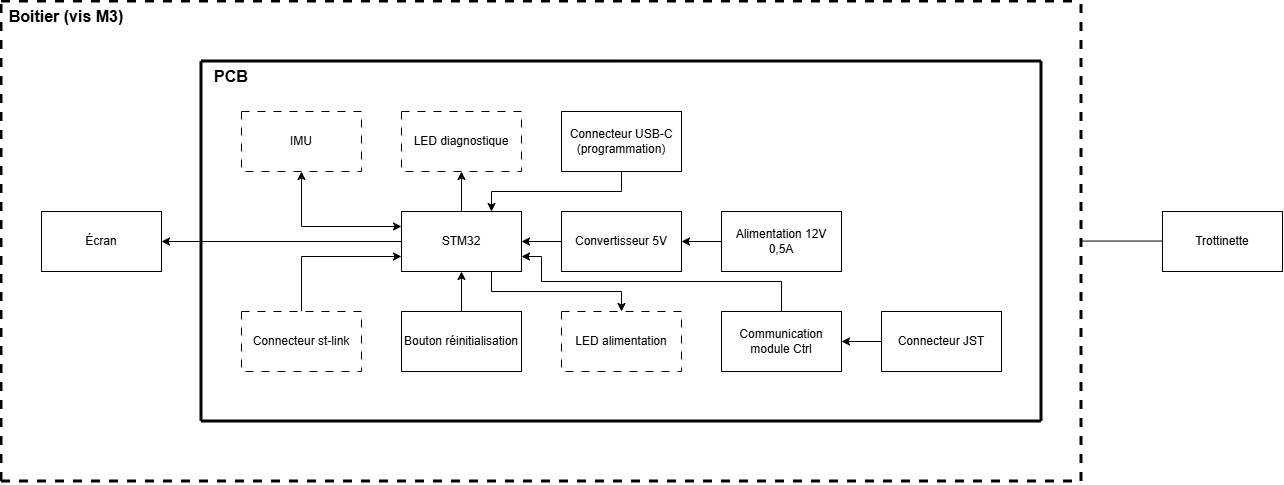 Boitier (vis M3)
PCB
IMU
LED diagnostique
Connecteur USB-C
(programmation)
Écran
STM32
Convertisseur 5V
Alimentation 12V
0,5A
Trottinette
Connecteur st-link
Bouton réinitialisation
LED alimentation
Communication
module Ctrl
Connecteur JST